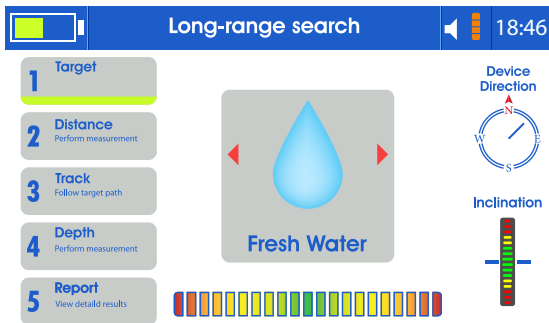 Long-range search
18:46
1 Target
2 Distance
Perform measurement
3 Track
Follow target path
4 Depth
Perform measurement
5 Report
View detaild results
Fresh Water
Device
Direction
N
W E
S
Inclination